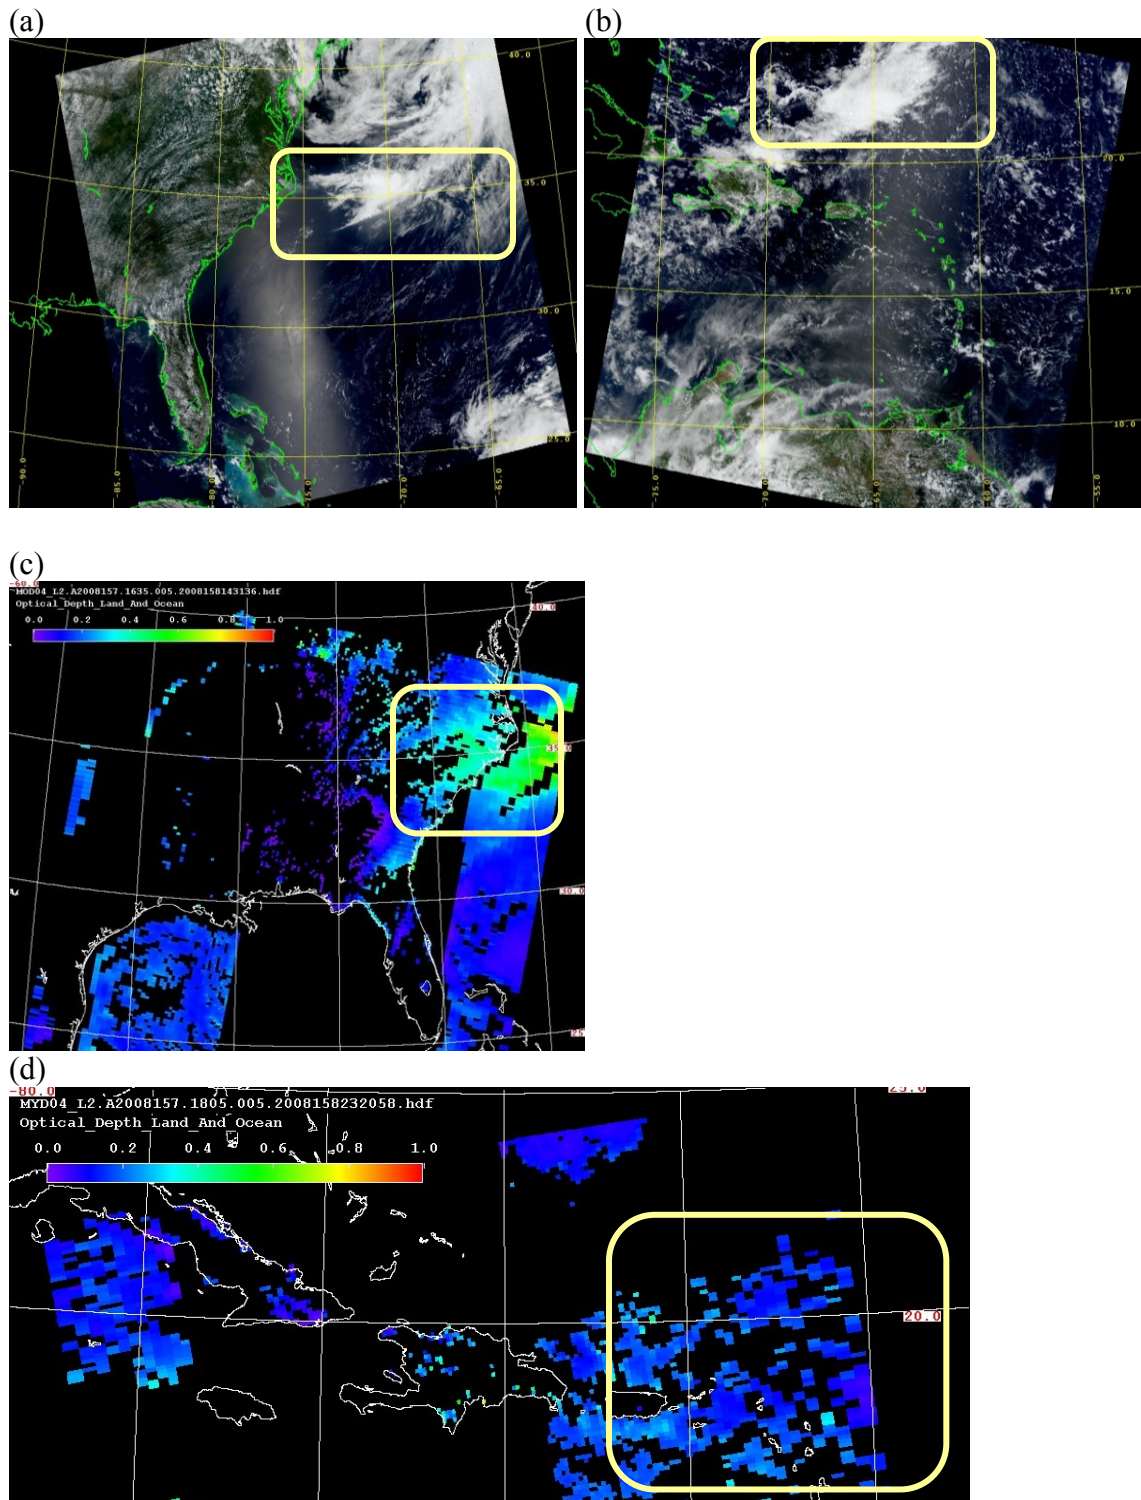 (a)
(b)
40.0
35.0
30.0
25.0
-90.0
-85.0
-80.0
-75.0
-70.0
-65.0
20.0
15.0
10.0
-75.0
-70.0
-65.0
-60.0
-55.0
(c)
-60.0
MOD04_L2.A2008157.1635.005.2008158143136.hdf
Optical_Depth_Land_And_Ocean
0.0 0.2 0.4 0.6 0.8 1.0
40.0
35.0
30.0
25
(d)
-80.0
25.0
MYD04_L2.A2008157.1805.005.2008158232058.hdf
Optical_Depth_Land_And_Ocean
0.0 0.2 0.4 0.6 0.8 1.0
20.0